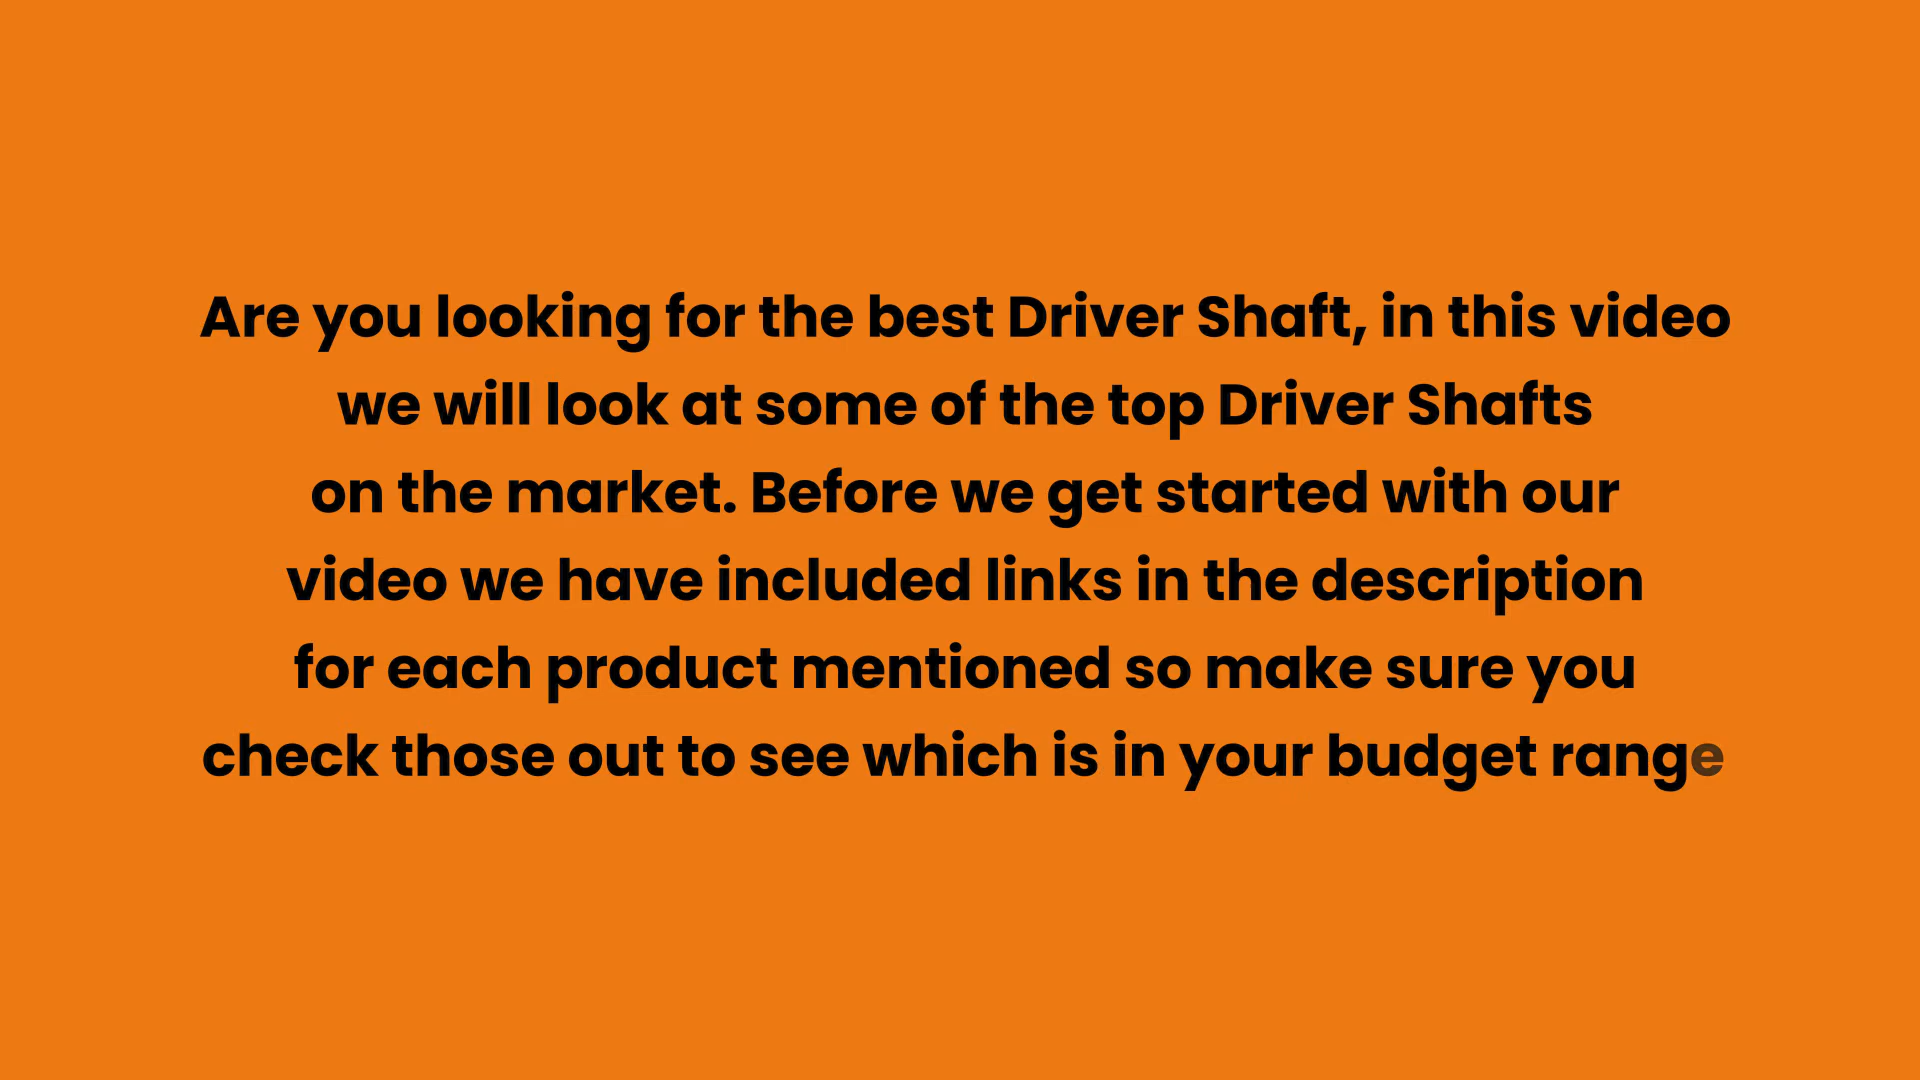 Are you looking for the best Driver Shaft, in this video
we will look at some of the top Driver Shafts
on the market. Before we get started with our
video we have included links in the description
for each product mentioned so make sure you
check those out to see which is in your budget range